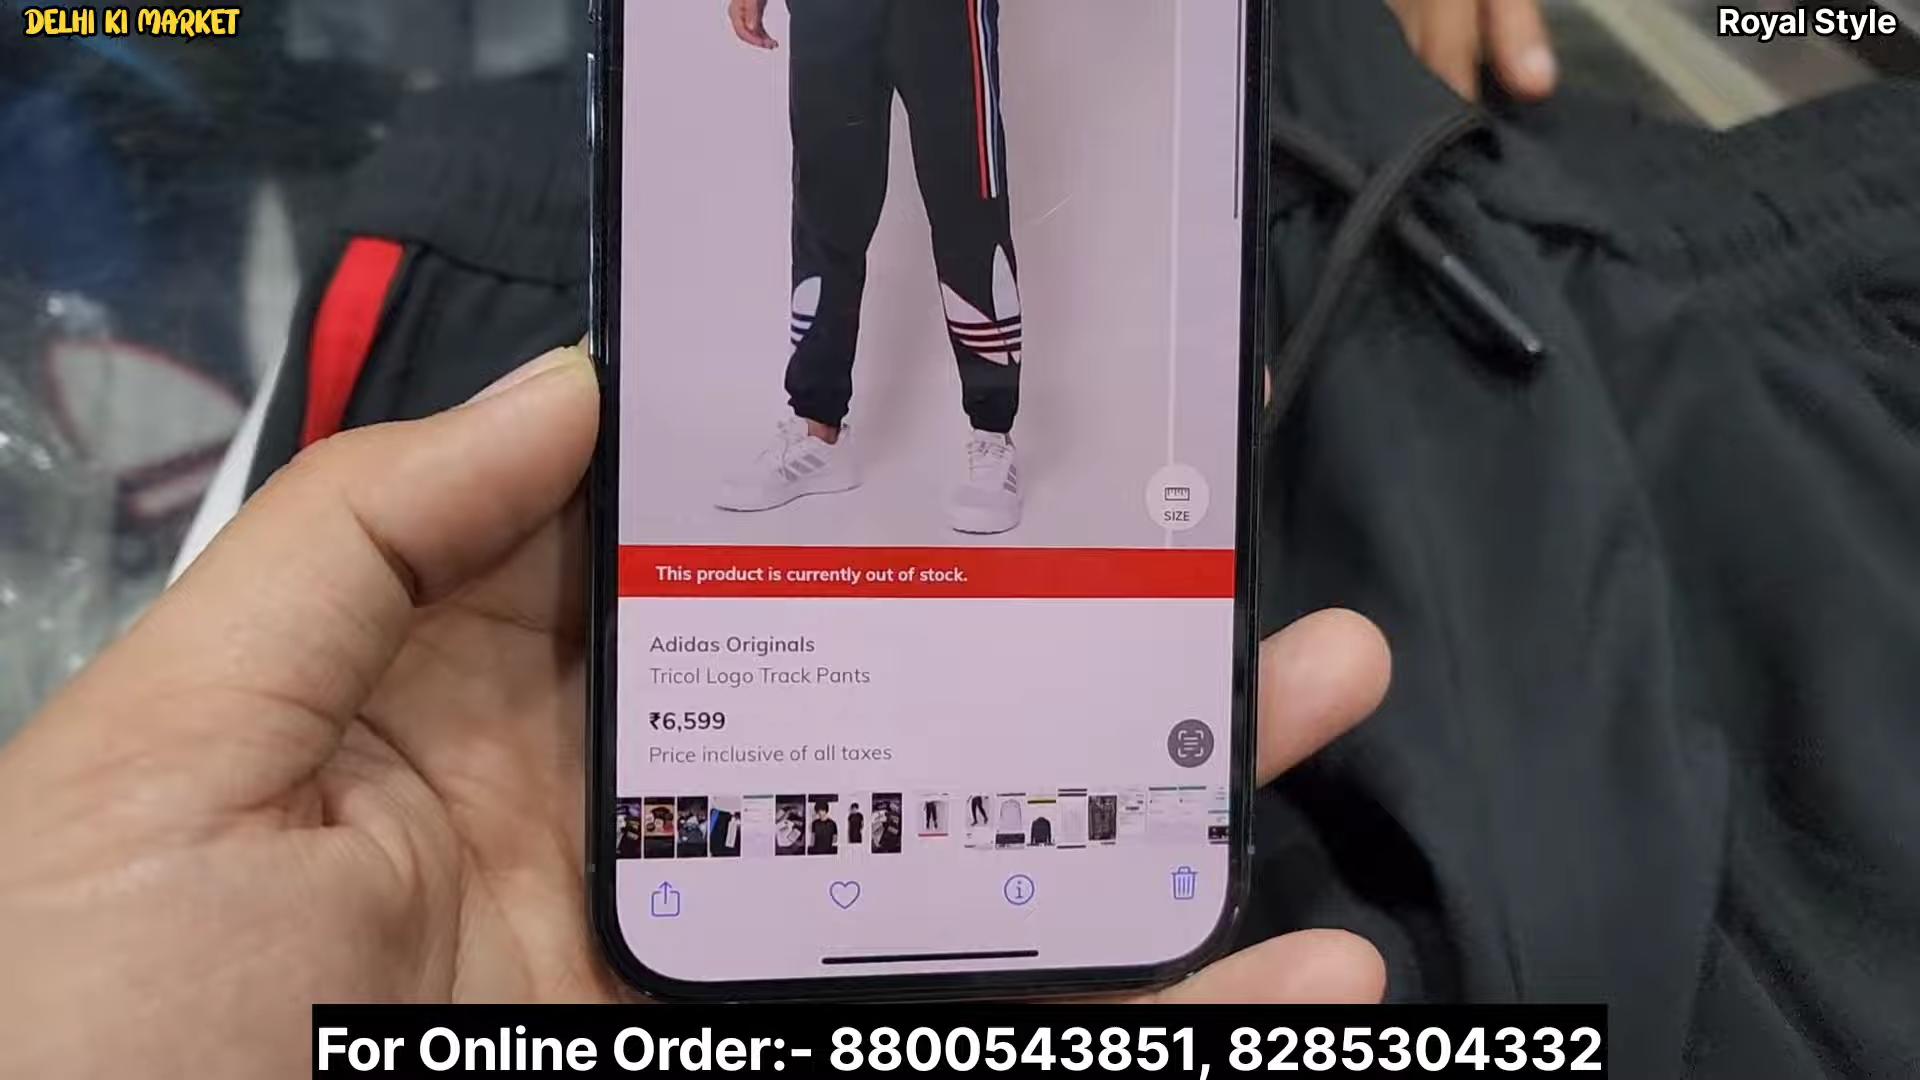 DELHI KI MARKET
Royal Style
SIZE
This product is currently out of stock.
Adidas Originals
Tricol Logo Track Pants
₹6,599
Price inclusive of all taxes
For Online Order:- 8800543851, 8285304332